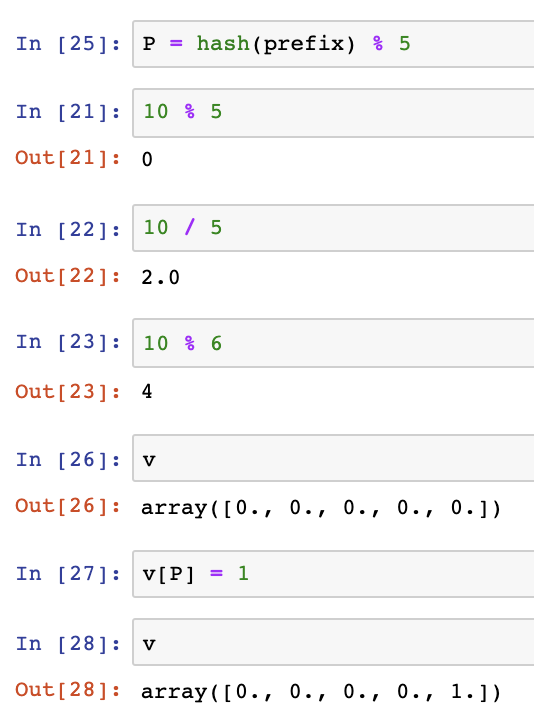 In [25]: P = hash(prefix) % 5
In [21]: 10 % 5
Out[21]: 0
In [22]: 10 / 5
Out[22]: 2.0
In [23]: 10 % 6
Out[23]: 4
In [26]: v
Out[26]: array([0., 0., 0., 0., 0.])
In [27]: v[P] = 1
In [28]: v
Out[28]: array([0., 0., 0., 0., 1.])